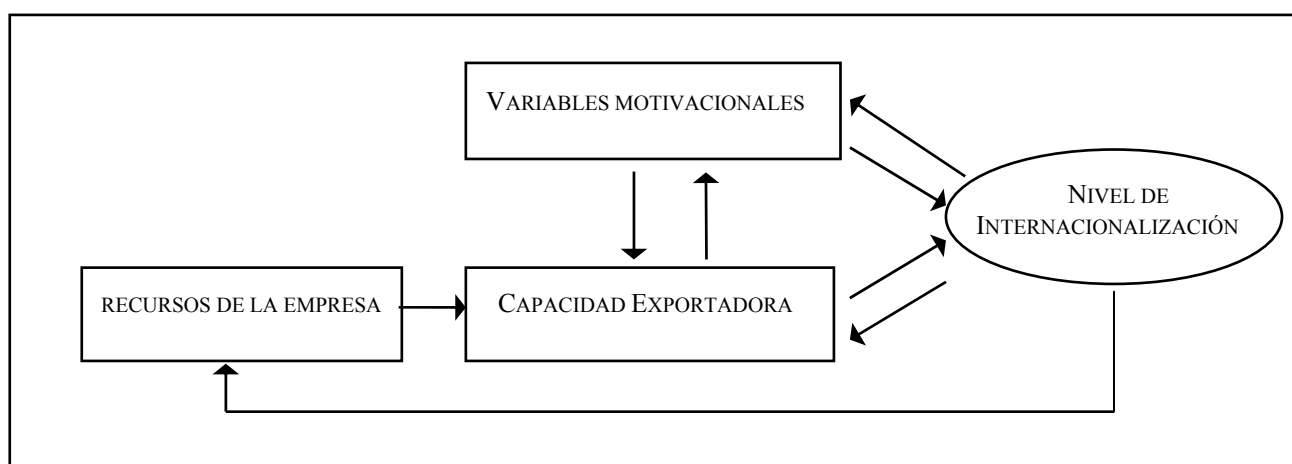 VARIABLES MOTIVACIONALES
NIVEL DE
INTERNACIONALIZACIÓN
RECURSOS DE LA EMPRESA
CAPACIDAD EXPORTADORA